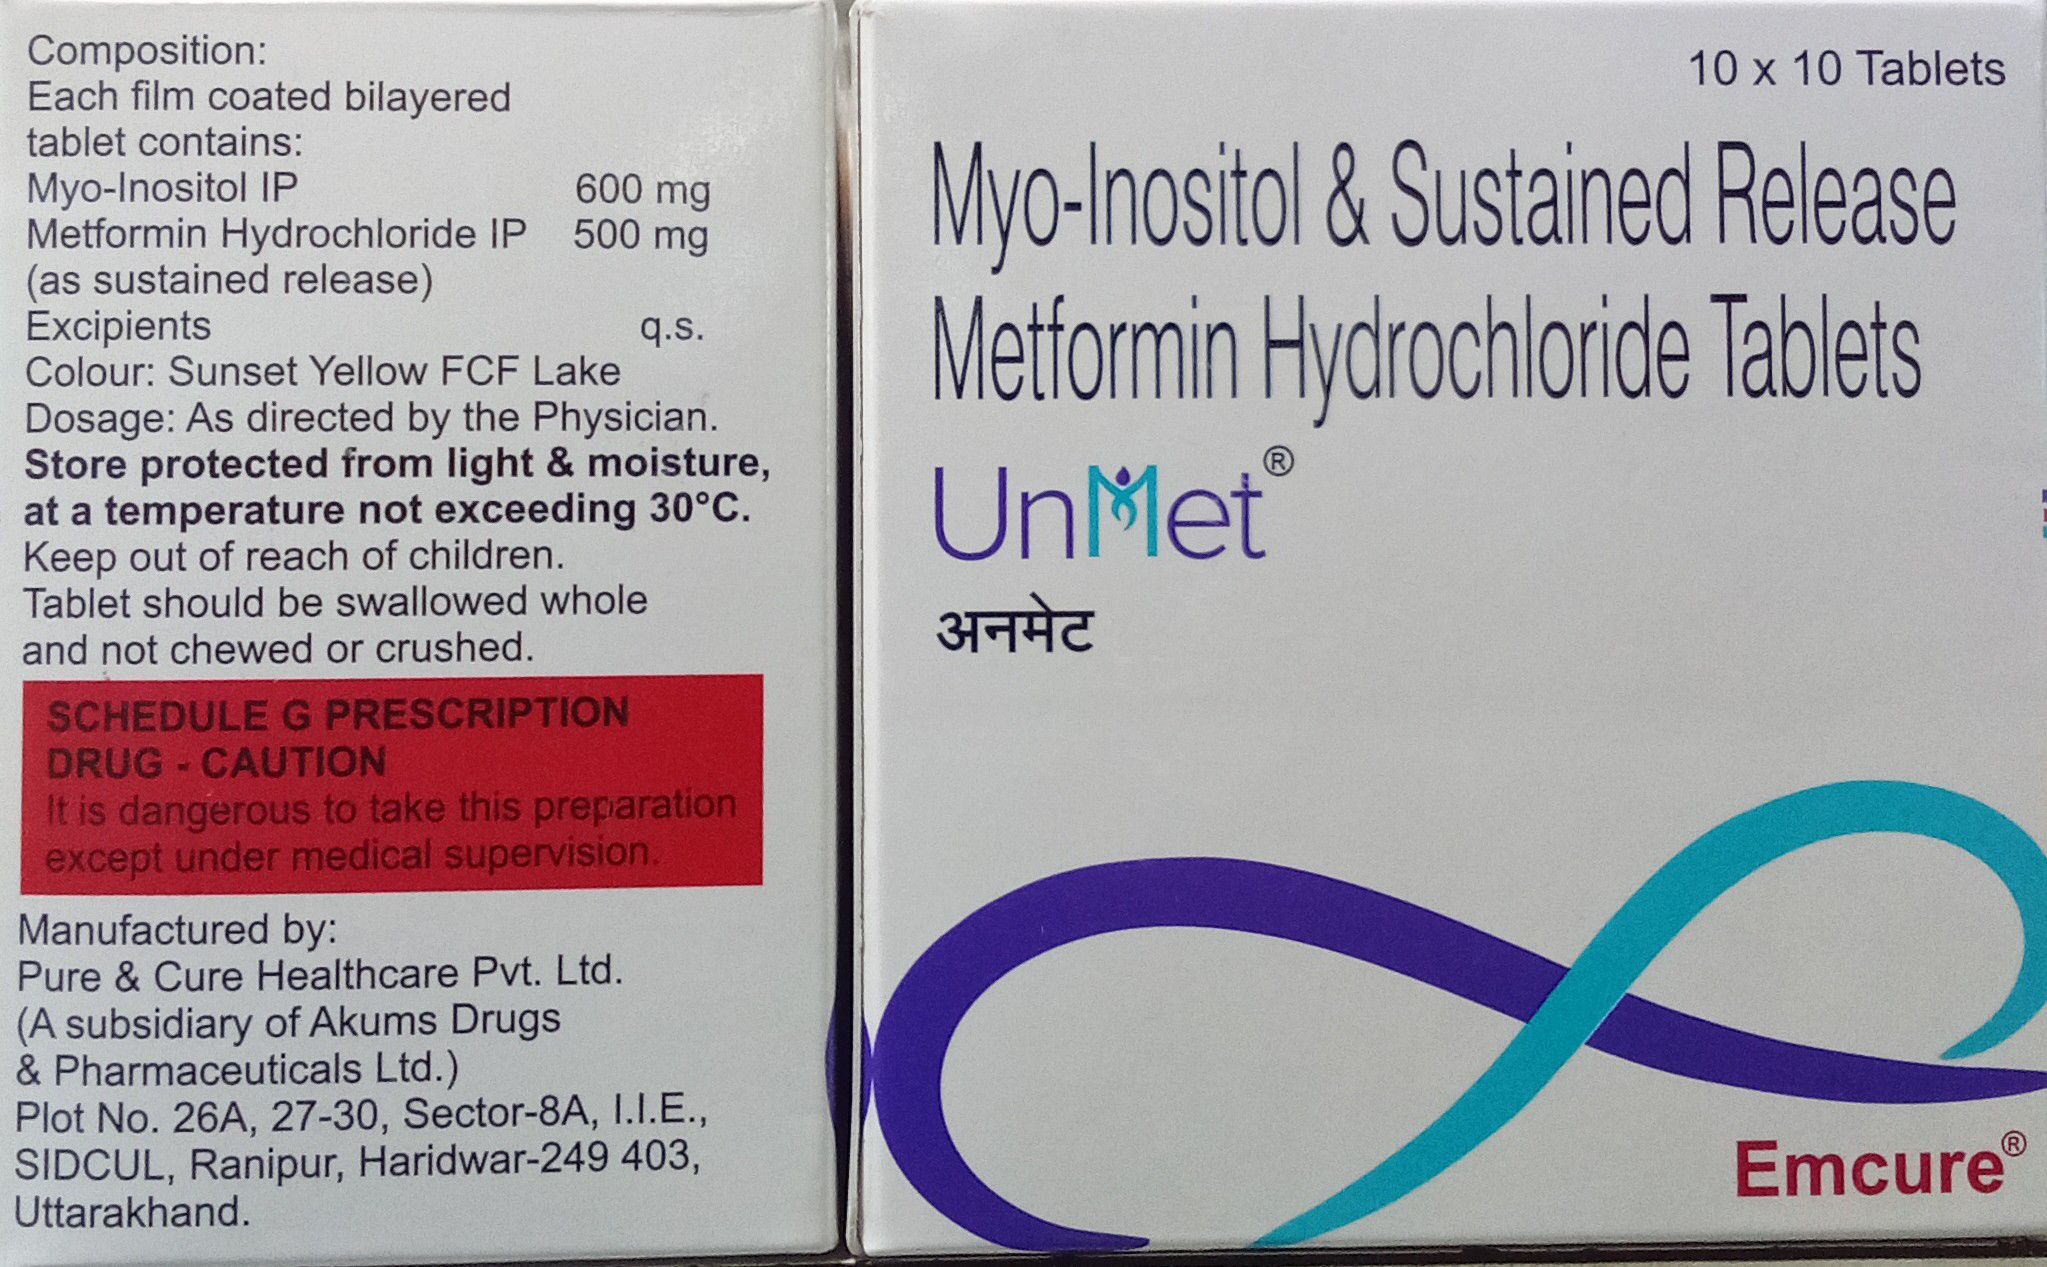 Composition:
Each film coated bilayered
tablet contains:
Myo-Inositol IP 600 mg
Metformin Hydrochloride IP 500 mg
(as sustained release)
Excipients q.s.
Colour: Sunset Yellow FCF Lake
Dosage: As directed by the Physician.
Store protected from light & moisture,
at a temperature not exceeding 30°C.
Keep out of reach of children.
Tablet should be swallowed whole
and not chewed or crushed.
SCHEDULE G PRESCRIPTION
DRUG - CAUTION
It is dangerous to take this preparation
except under medical supervision.
Manufactured by:
Pure & Cure Healthcare Pvt. Ltd.
(A subsidiary of Akums Drugs
& Pharmaceuticals Ltd.)
Plot No. 26A, 27-30, Sector-8A, I.I.E.,
SIDCUL, Ranipur, Haridwar-249 403,
Uttarakhand.
10 x 10 Tablets
Myo-Inositol & Sustained Release
Metformin Hydrochloride Tablets
UnMet®
अनमेट
Emcure®